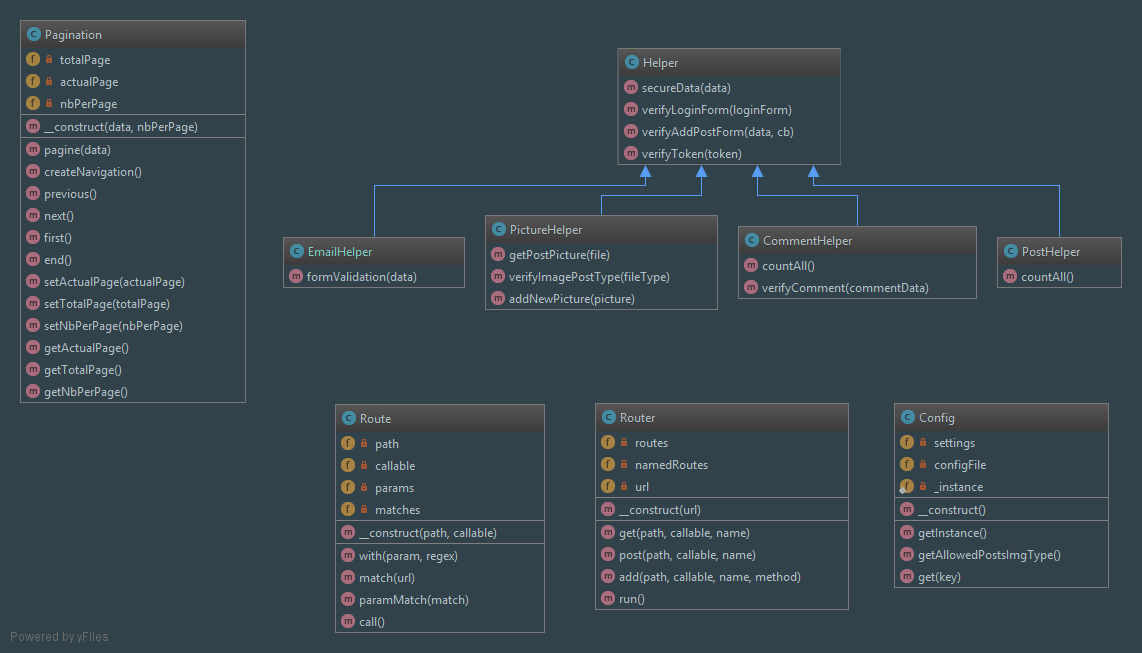 Pagination
totalPage
actualPage
nbPerPage
__construct(data, nbPerPage)
pagine(data)
createNavigation()
previous()
next()
first()
end()
setActualPage(actualPage)
setTotalPage(totalPage)
setNbPerPage(nbPerPage)
getActualPage()
getTotalPage()
getNbPerPage()
Helper
secureData(data)
verifyLoginForm(loginForm)
verifyAddPostForm(data, cb)
verifyToken(token)
EmailHelper
formValidation(data)
PictureHelper
getPostPicture(file)
verifyImagePostType(fileType)
addNewPicture(picture)
CommentHelper
countAll()
verifyComment(commentData)
PostHelper
countAll()
Route
path
callable
params
matches
__construct(path, callable)
with(param, regex)
match(url)
paramMatch(match)
call()
Router
routes
namedRoutes
url
__construct(url)
get(path, callable, name)
post(path, callable, name)
add(path, callable, name, method)
run()
Config
settings
configFile
_instance
__construct()
getInstance()
getAllowedPostsImgType()
get(key)
Powered by yFiles